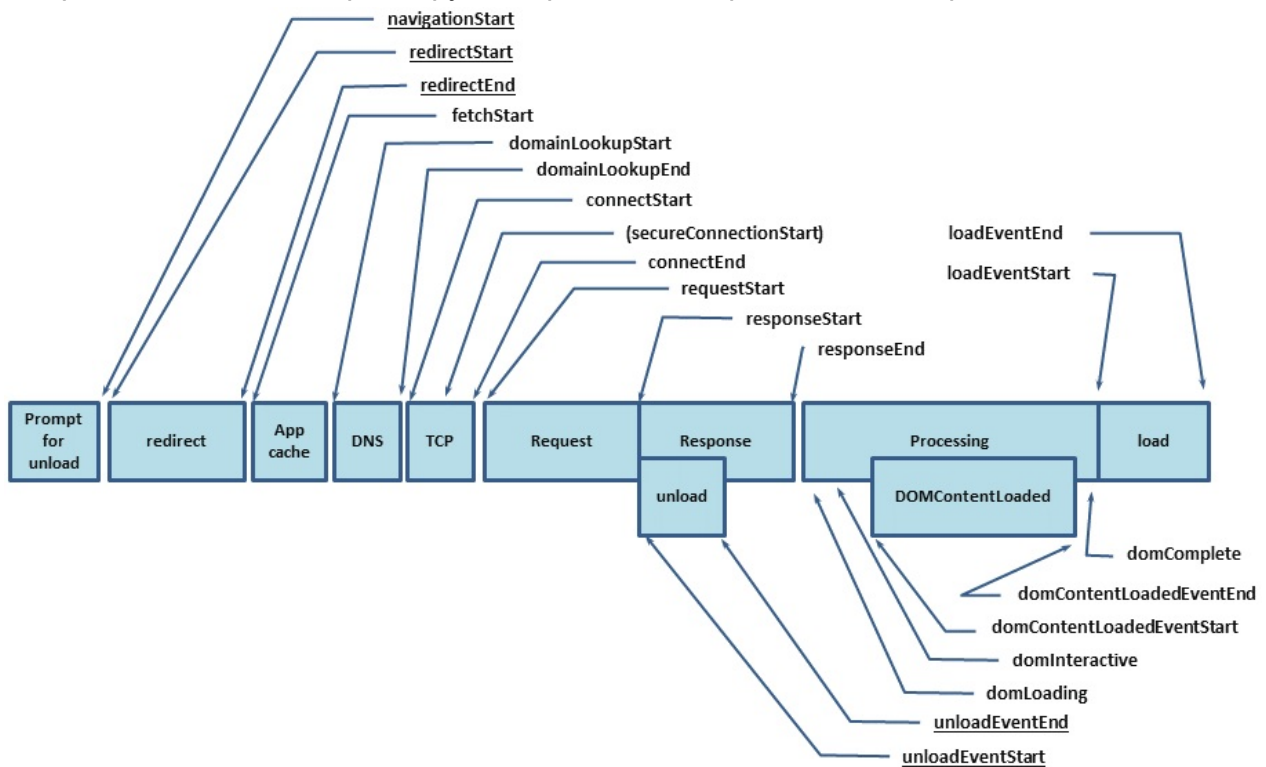 navigationStart
redirectStart
redirectEnd
fetchStart
domainLookupStart
domainLookupEnd
connectStart
(secureConnectionStart)
loadEventEnd
connectEnd
loadEventStart
requestStart
responseStart
responseEnd
Prompt
for
unload
redirect
App
cache
DNS
TCP
Request
Response
Processing
load
unload
DOMContentLoaded
domComplete
domContentLoadedEventEnd
domContentLoadedEventStart
domInteractive
domLoading
unloadEventEnd
unloadEventStart